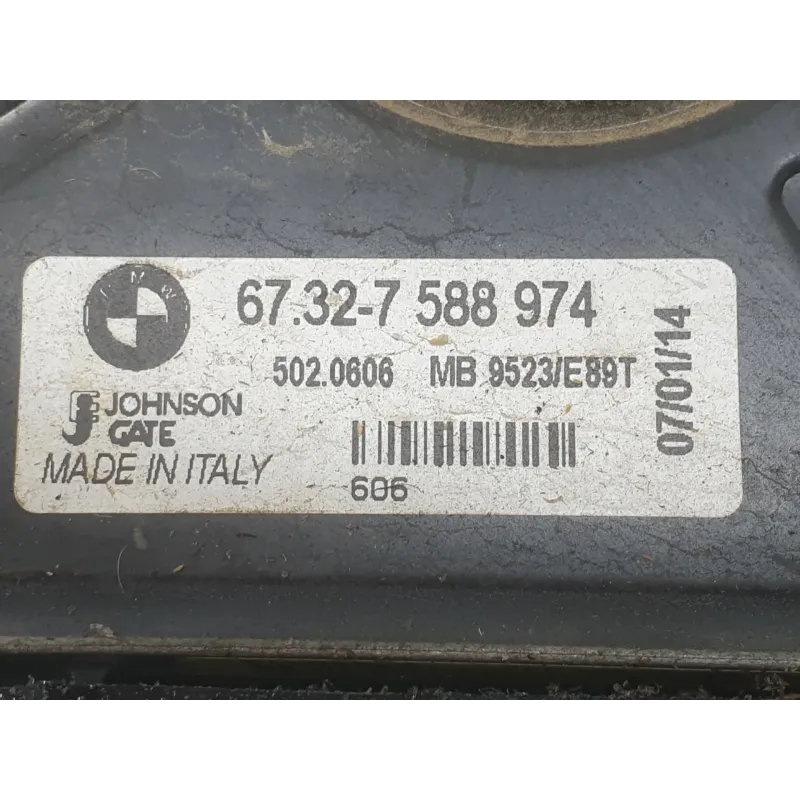 BMW
67.32-7 588 974
502.0606 MB 9523/E89T
JOHNSON
GATE
MADE IN ITALY
606
07/01/14